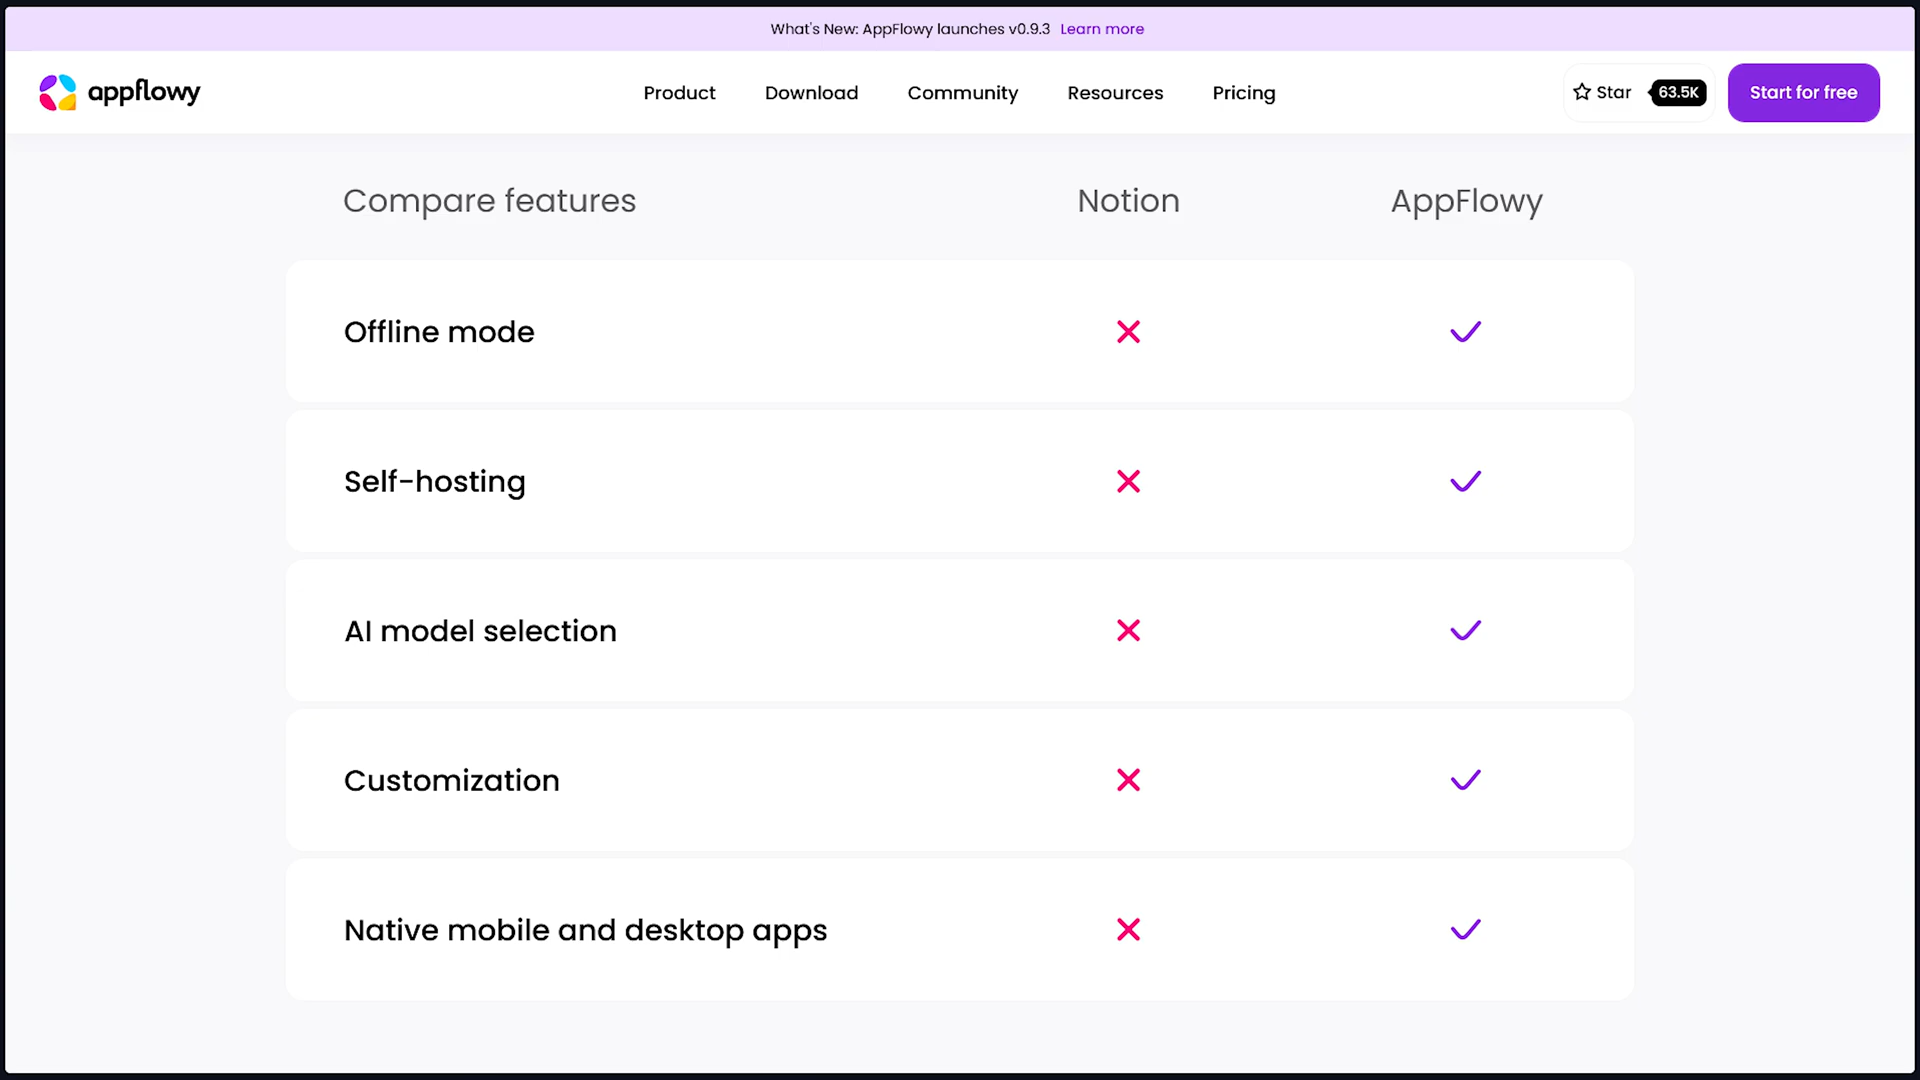 What's New: AppFlowy launches v0.9.3 Learn more
appflowy Product Download Community Resources Pricing Star 63.5K Start for free
Compare features Notion AppFlowy
Offline mode
Self-hosting
AI model selection
Customization
Native mobile and desktop apps